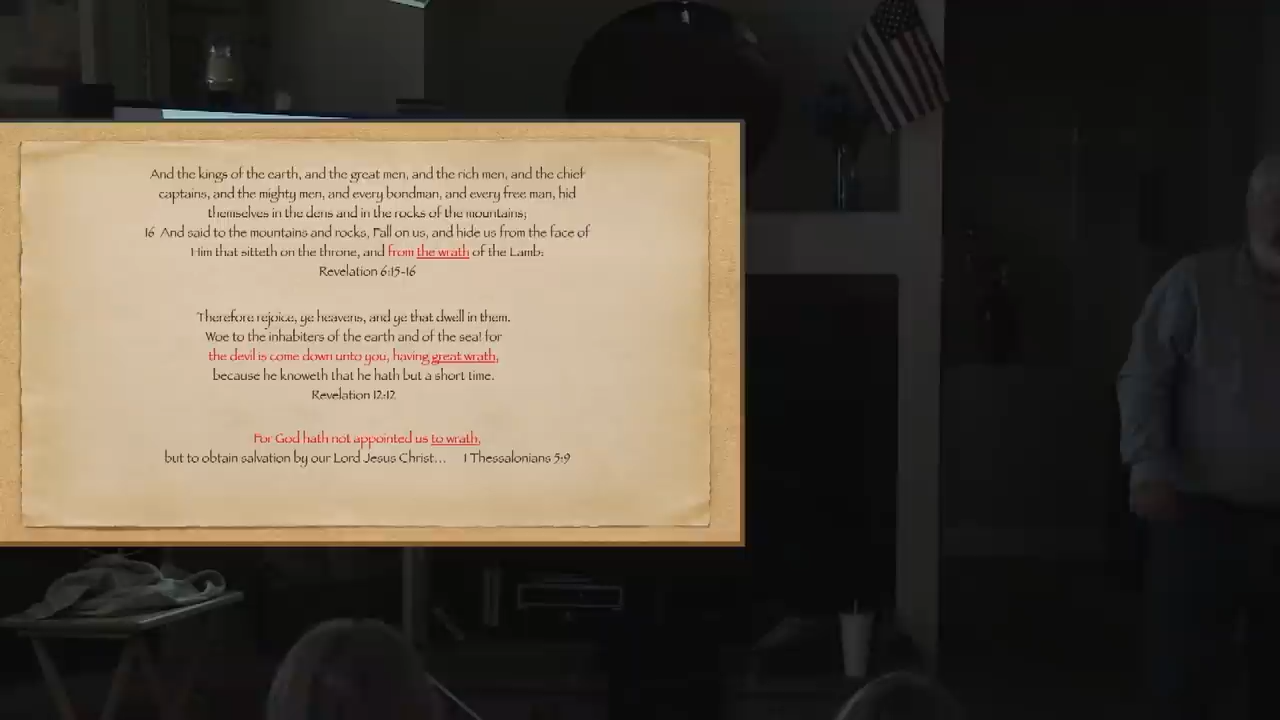 And the kings of the earth, and the great men, and the rich men, and the chief
captains, and the mighty men, and every bondman, and every free man, hid
themselves in the dens and in the rocks of the mountains;
16 And said to the mountains and rocks, Fall on us, and hide us from the face of
Him that sitteth on the throne, and from the wrath of the Lamb:
Revelation 6:15-16
Therefore rejoice, ye heavens, and ye that dwell in them.
Woe to the inhabiters of the earth and of the sea! for
the devil is come down unto you, having great wrath,
because he knoweth that he hath but a short time.
Revelation 12:12
For God hath not appointed us to wrath,
but to obtain salvation by our Lord Jesus Christ... 1 Thessalonians 5:9